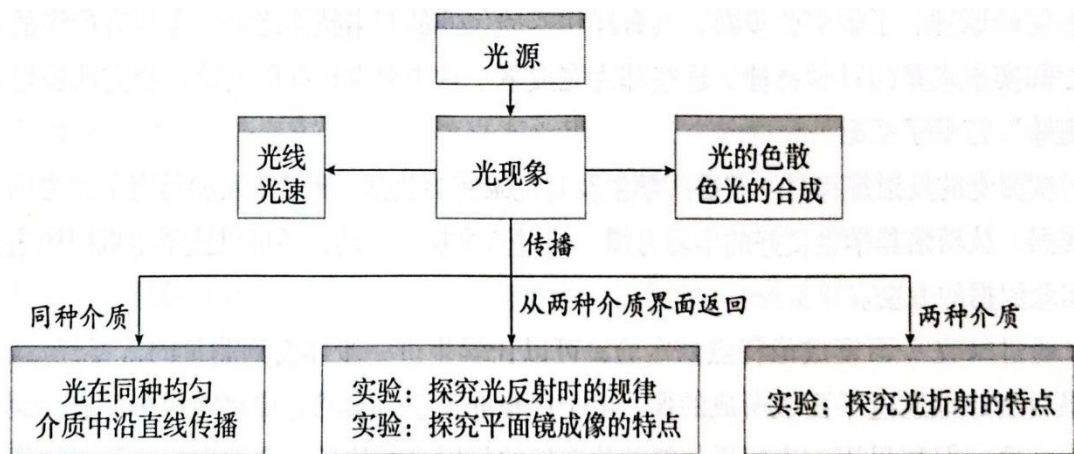 光源
光线
光速
光现象
光的色散
色光的合成
传播
同种介质
从两种介质界面返回
两种介质
光在同种均匀
介质中沿直线传播
实验：探究光反射时的规律
实验：探究平面镜成像的特点
实验：探究光折射的特点